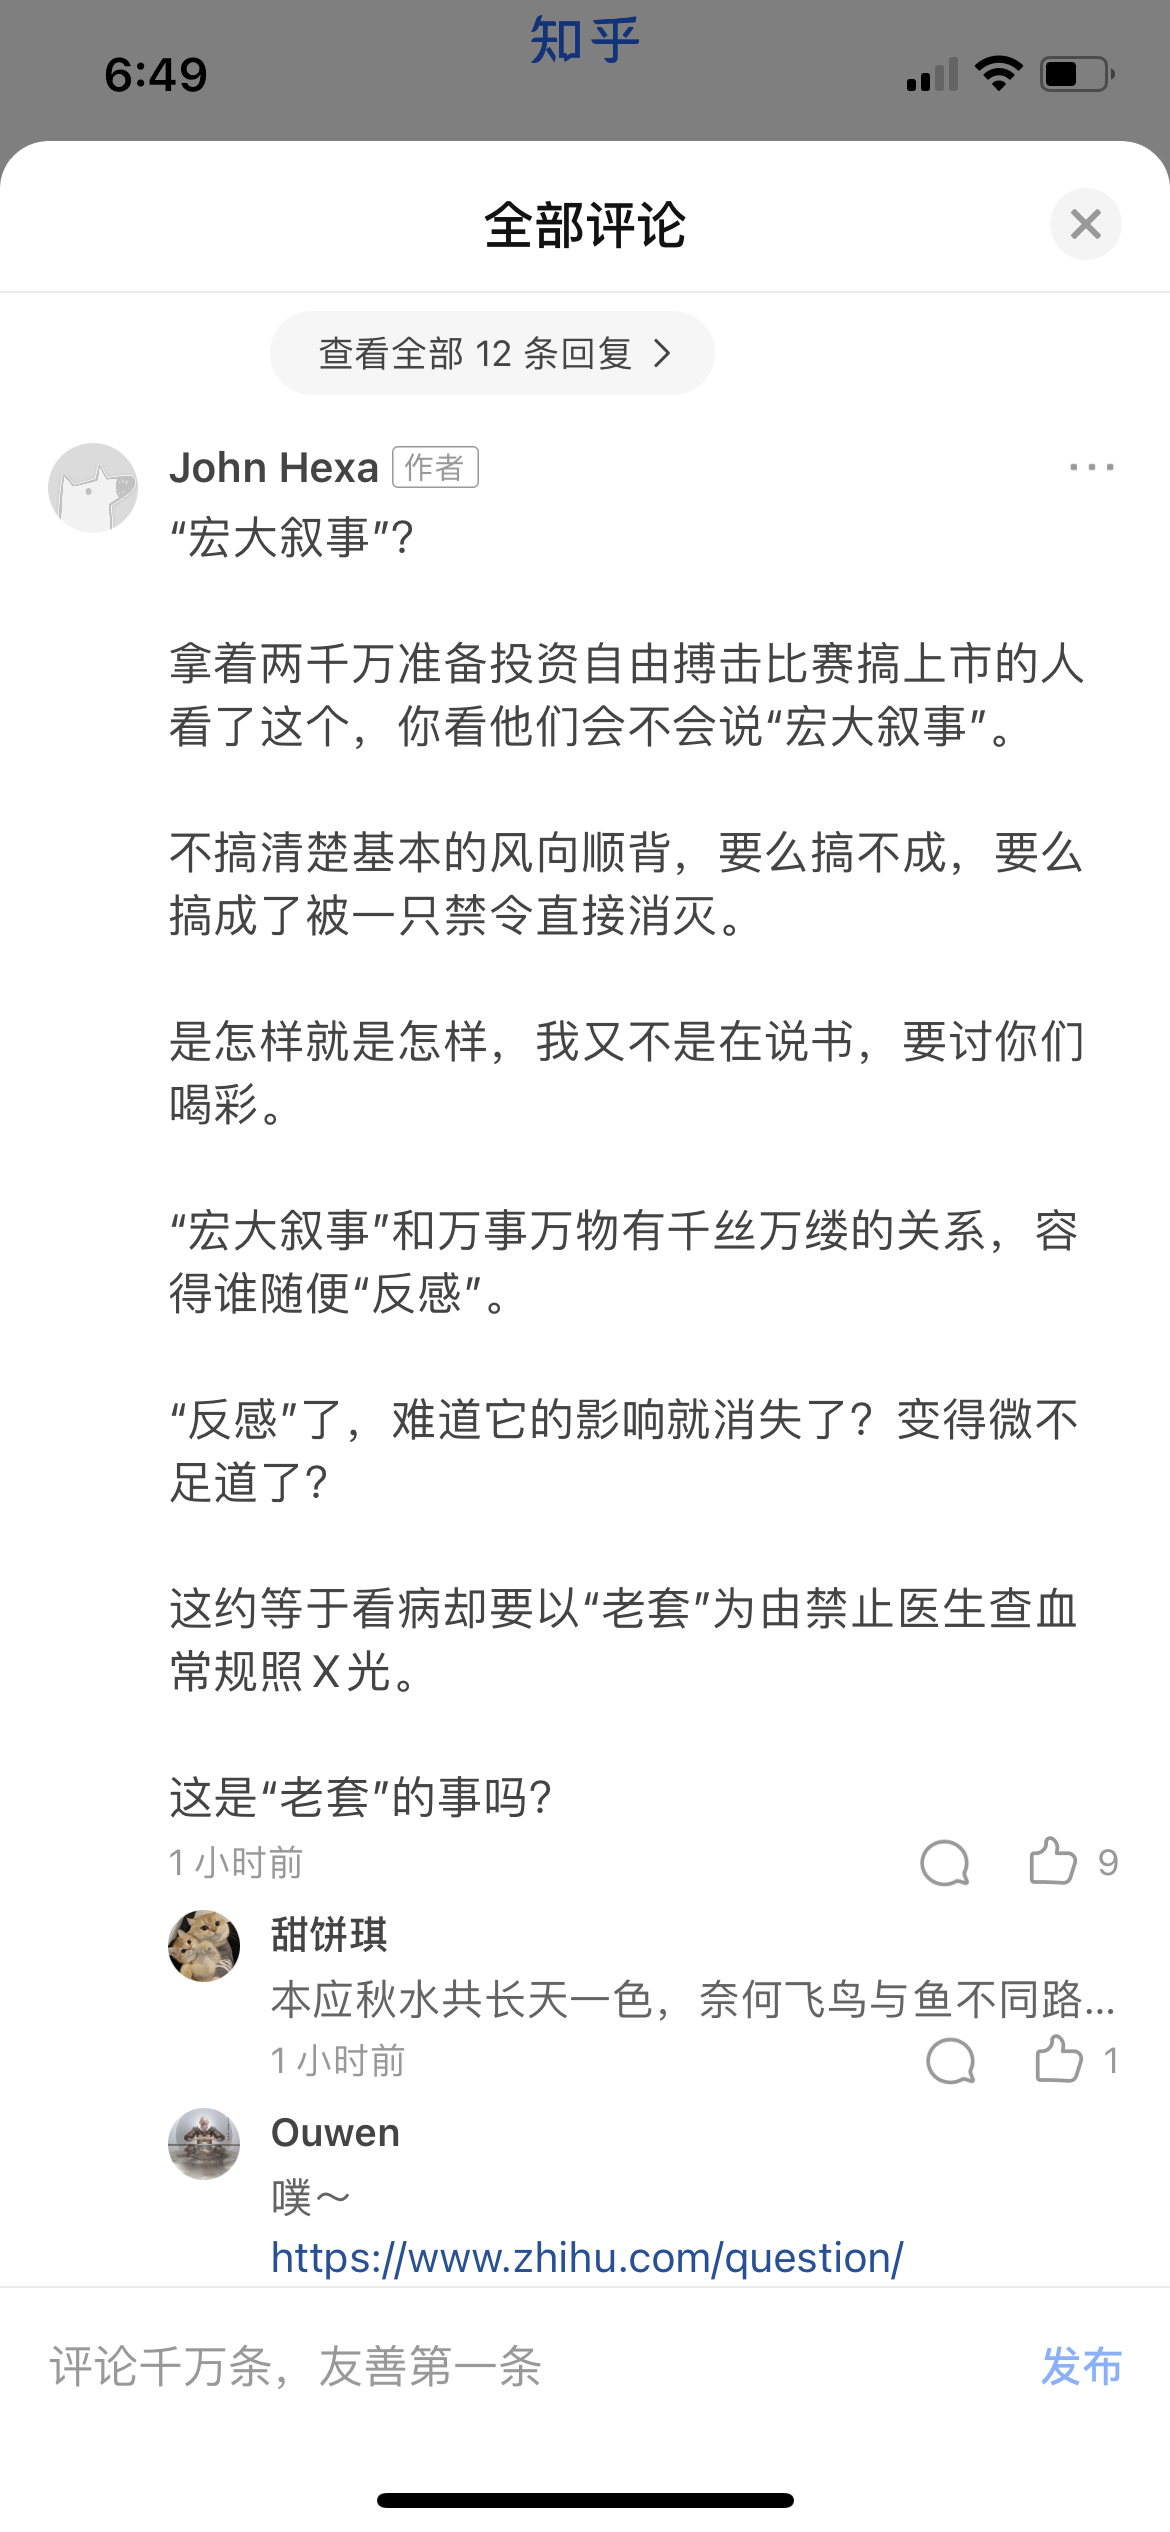 知乎
6:49
全部评论
查看全部 12 条回复
John Hexa 作者
“宏大叙事”?
拿着两千万准备投资自由搏击比赛搞上市的人
看了这个，你看他们会不会说“宏大叙事”。
不搞清楚基本的风向顺背，要么搞不成，要么
搞成了被一只禁令直接消灭。
是怎样就是怎样，我又不是在说书，要讨你们
喝彩。
“宏大叙事”和万事万物有千丝万缕的关系，容
得谁随便“反感”。
“反感”了，难道它的影响就消失了？变得微不
足道了？
这约等于看病却要以“老套”为由禁止医生查血
常规照X光。
这是“老套”的事吗？
1 小时前 9
甜饼琪
本应秋水共长天一色，奈何飞鸟与鱼不同路...
1 小时前 1
Ouwen
噗～
https://www.zhihu.com/question/
评论千万条，友善第一条 发布